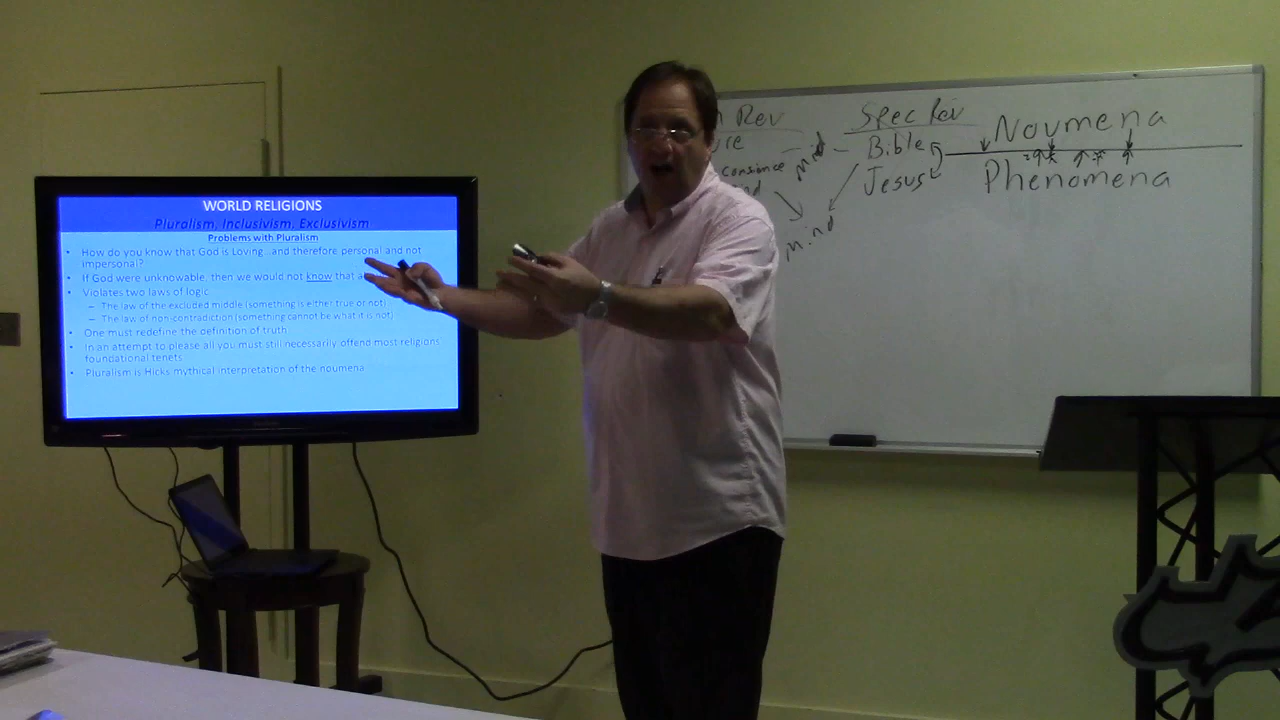 WORLD RELIGIONS
Pluralism, Inclusivism, Exclusivism
Problems with Pluralism
• How do you know that God is Loving...and therefore personal and not
impersonal?
• If God were unknowable, then we would not know that
• Violates two laws of logic
– The law of the excluded middle (something is either true or not)
– The law of non-contradiction (something cannot be what it is not)
• One must redefine the definition of truth
• In an attempt to please all you must still necessarily offend most religions
foundational tenets
• Pluralism is Hicks mythical interpretation of the noumena
Rev
consiance
Mind
Mind
Spec Rev
Bible
Jesus
Noumena
Phenomena